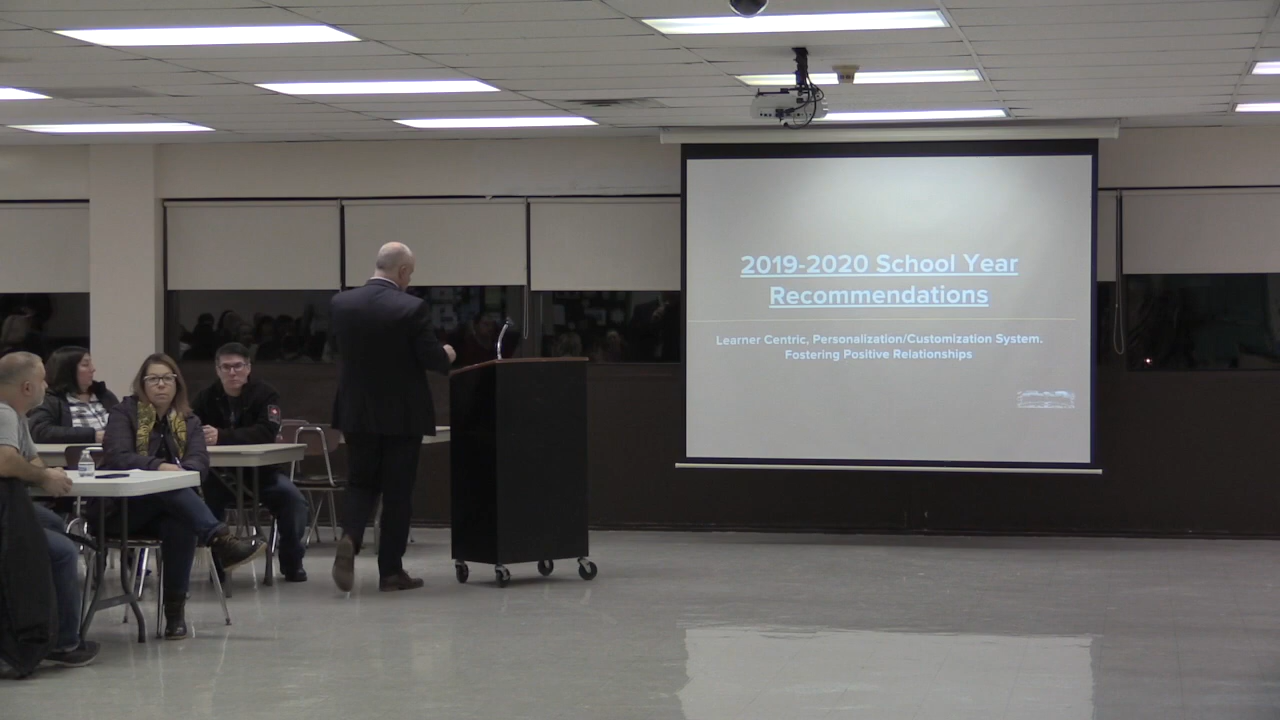 2019-2020 School Year
Recommendations
Learner Centric, Personalization/Customization System.
Fostering Positive Relationships